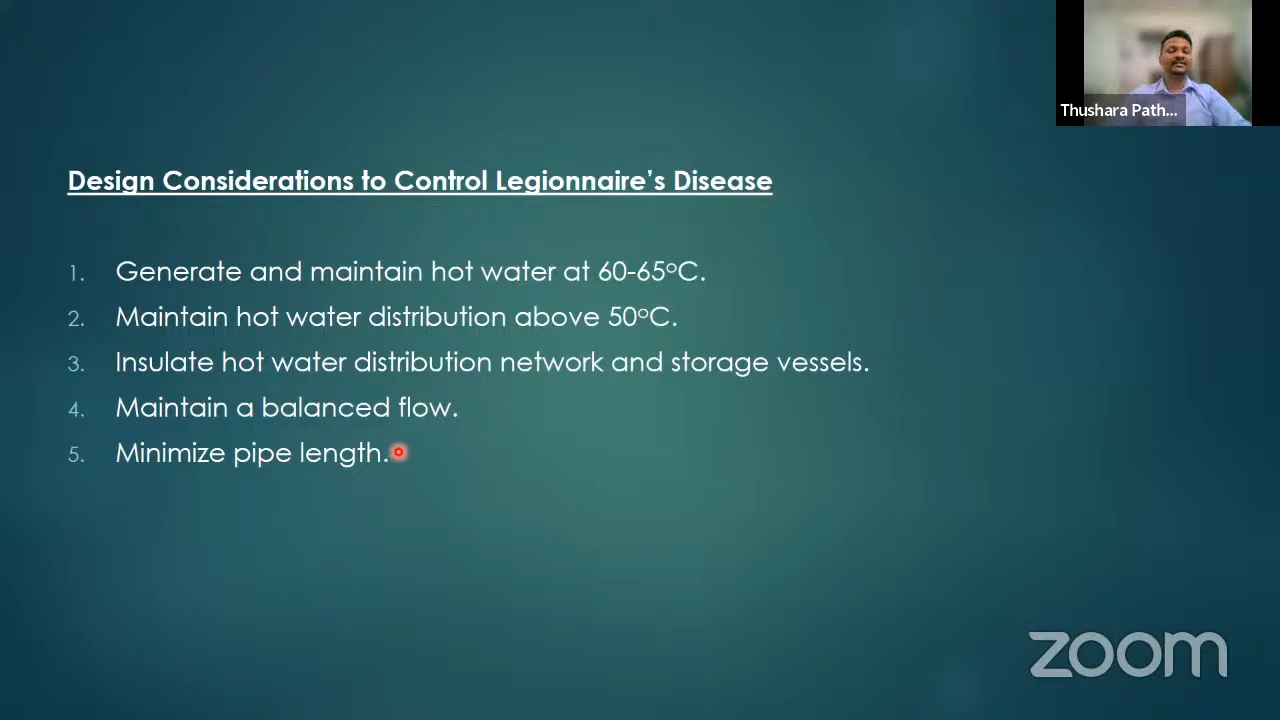 Thushara Path...
Design Considerations to Control Legionnaire’s Disease
1. Generate and maintain hot water at 60-65°C.
2. Maintain hot water distribution above 50°C.
3. Insulate hot water distribution network and storage vessels.
4. Maintain a balanced flow.
5. Minimize pipe length.
zoom